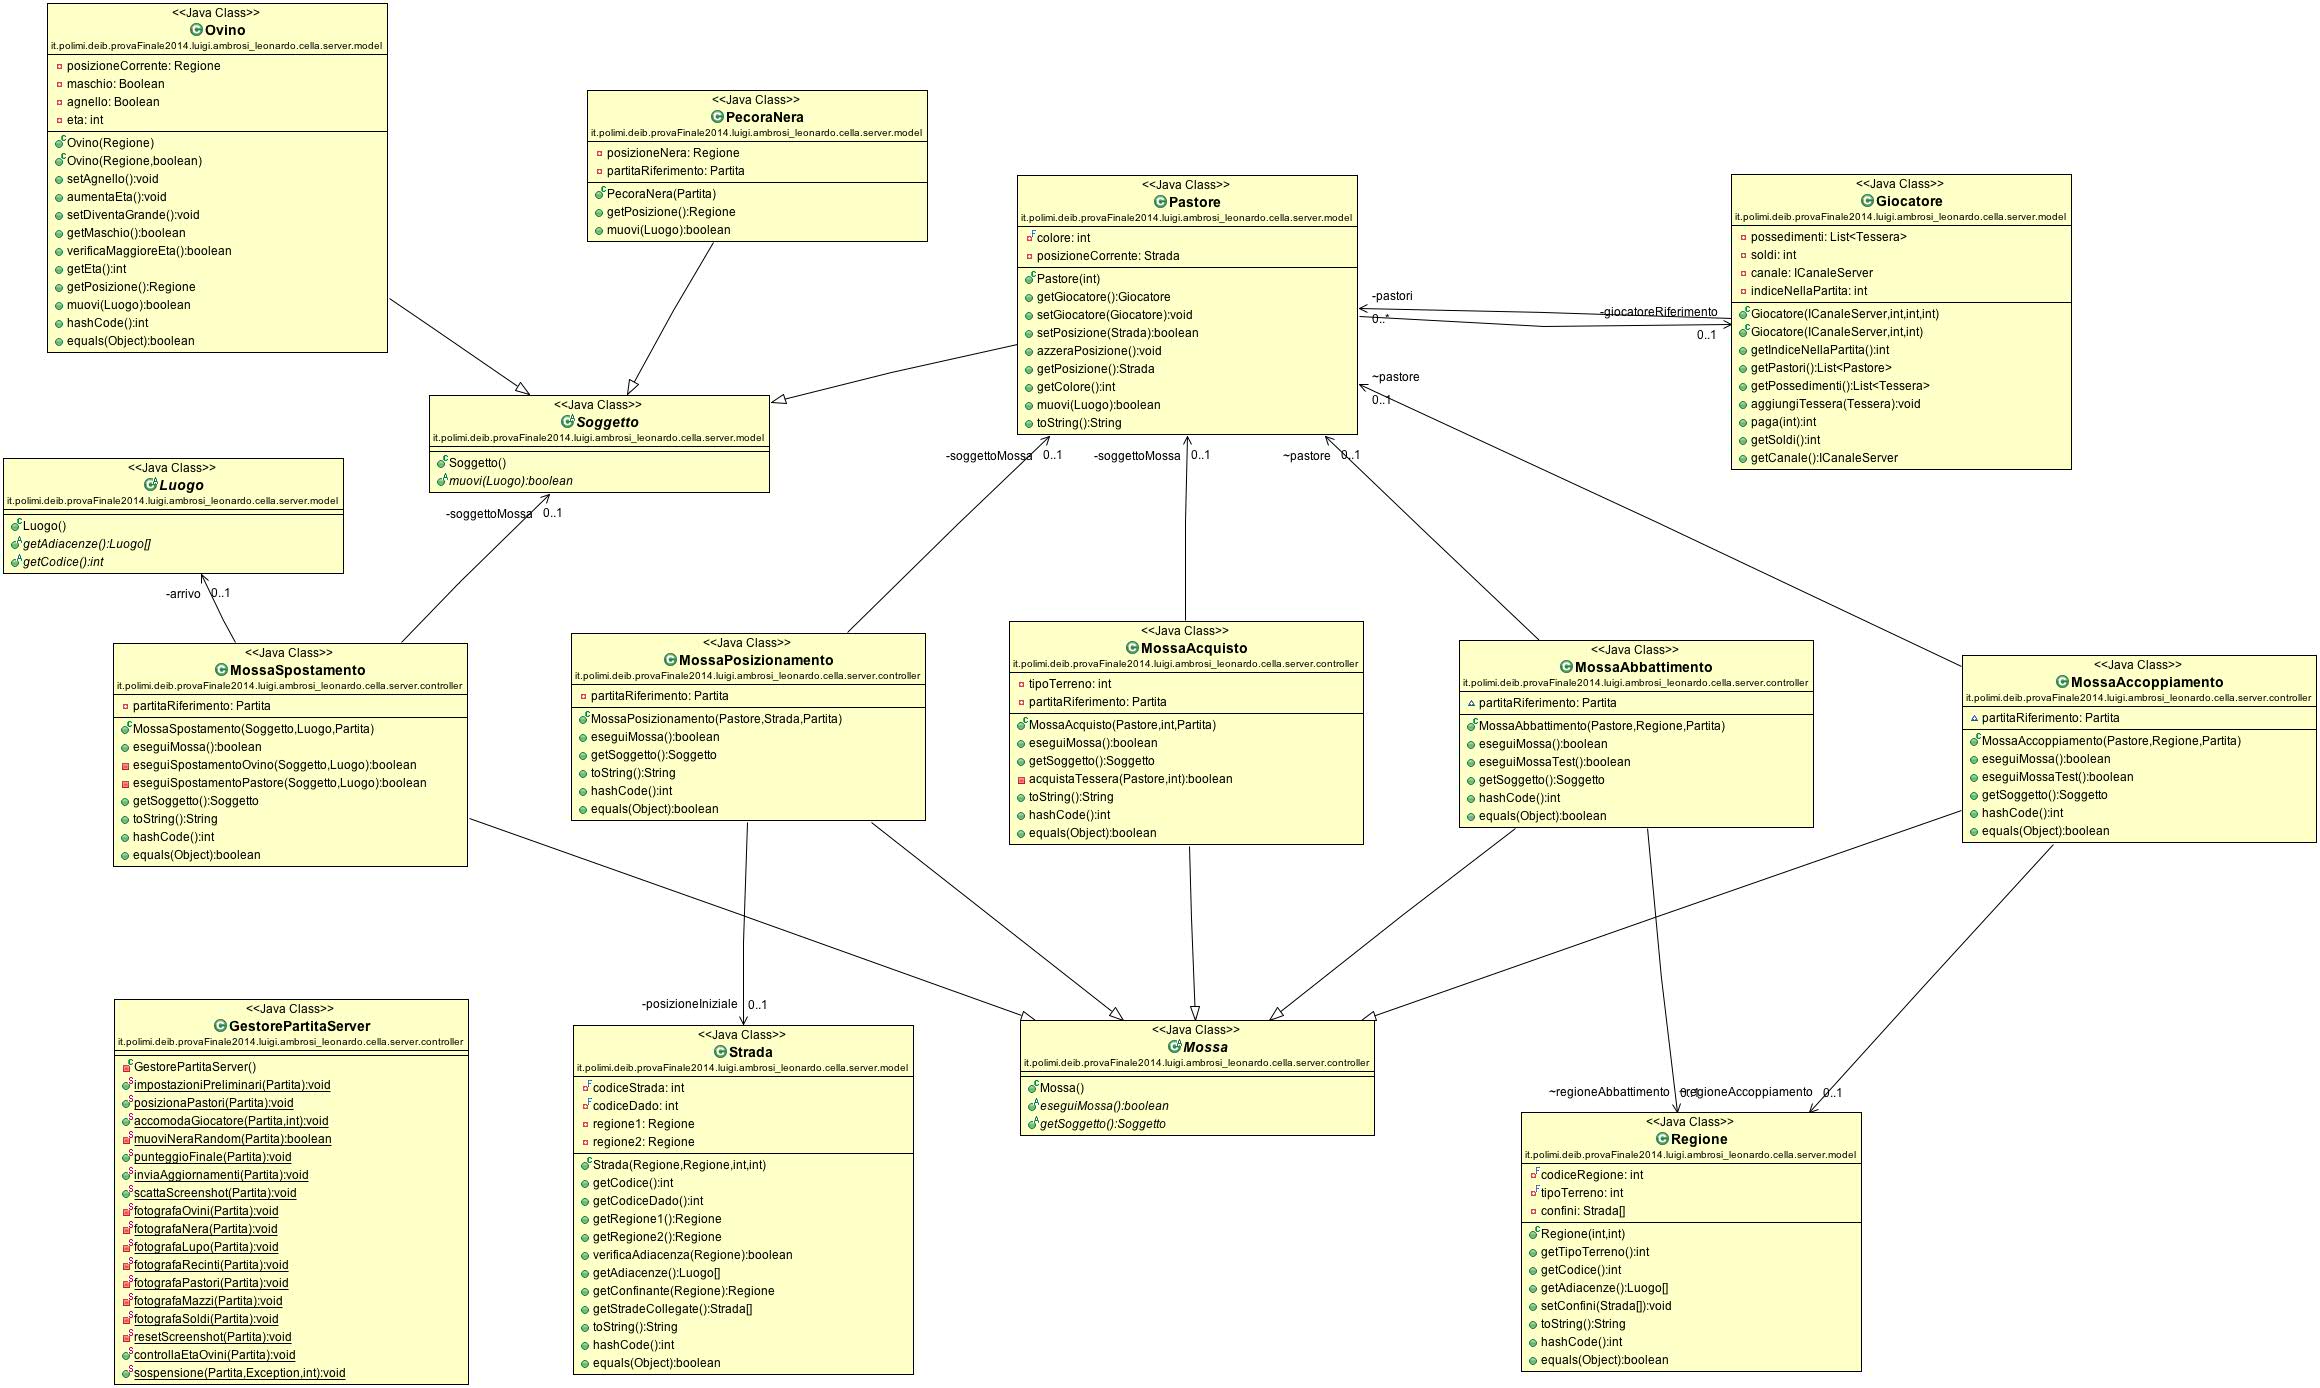 <<Java Class>>
Ovino
it.polimi.deib.provaFinale2014.luigi.ambrosi_leonardo.cella.server.model
posizioneCorrente: Regione
maschio: Boolean
agnello: Boolean
eta: int
Ovino(Regione)
Ovino(Regione,boolean)
setAgnello():void
aumentaEta():void
setDiventaGrande():void
getMaschio():boolean
verificaMaggioreEta():boolean
getEta():int
getPosizione():Regione
muovi(Luogo):boolean
hashCode():int
equals(Object):boolean
<<Java Class>>
PecoraNera
it.polimi.deib.provaFinale2014.luigi.ambrosi_leonardo.cella.server.model
posizioneNera: Regione
partitaRiferimento: Partita
PecoraNera(Partita)
getPosizione():Regione
muovi(Luogo):boolean
<<Java Class>>
Pastore
it.polimi.deib.provaFinale2014.luigi.ambrosi_leonardo.cella.server.model
colore: int
posizioneCorrente: Strada
Pastore(int)
getGiocatore():Giocatore
setGiocatore(Giocatore):void
setPosizione(Strada):boolean
azzeraPosizione():void
getPosizione():Strada
getColore():int
muovi(Luogo):boolean
toString():String
-pastori
0..*
-giocatoreRiferimento
0..1
~pastore
0..1
<<Java Class>>
Giocatore
it.polimi.deib.provaFinale2014.luigi.ambrosi_leonardo.cella.server.model
possedimenti: List<Tessera>
soldi: int
canale: ICanaleServer
indiceNellaPartita: int
Giocatore(ICanaleServer,int,int,int)
Giocatore(ICanaleServer,int,int)
getIndiceNellaPartita():int
getPastori():List<Pastore>
getPossedimenti():List<Tessera>
aggiungiTessera(Tessera):void
paga(int):int
getSoldi():int
getCanale():ICanaleServer
<<Java Class>>
Soggetto
it.polimi.deib.provaFinale2014.luigi.ambrosi_leonardo.cella.server.model
Soggetto()
muovi(Luogo):boolean
-soggettoMossa 0..1
-soggettoMossa 0..1
-soggettoMossa 0..1
~pastore 0..1
<<Java Class>>
Luogo
it.polimi.deib.provaFinale2014.luigi.ambrosi_leonardo.cella.server.model
Luogo()
getAdiacenze():Luogo[]
getCodice():int
-arrivo 0..1
<<Java Class>>
MossaSpostamento
it.polimi.deib.provaFinale2014.luigi.ambrosi_leonardo.cella.server.controller
partitaRiferimento: Partita
MossaSpostamento(Soggetto,Luogo,Partita)
eseguiMossa():boolean
eseguiSpostamentoOvino(Soggetto,Luogo):boolean
eseguiSpostamentoPastore(Soggetto,Luogo):boolean
getSoggetto():Soggetto
toString():String
hashCode():int
equals(Object):boolean
<<Java Class>>
MossaPosizionamento
it.polimi.deib.provaFinale2014.luigi.ambrosi_leonardo.cella.server.controller
partitaRiferimento: Partita
MossaPosizionamento(Pastore,Strada,Partita)
eseguiMossa():boolean
getSoggetto():Soggetto
toString():String
hashCode():int
equals(Object):boolean
<<Java Class>>
MossaAcquisto
it.polimi.deib.provaFinale2014.luigi.ambrosi_leonardo.cella.server.controller
tipoTerreno: int
partitaRiferimento: Partita
MossaAcquisto(Pastore,int,Partita)
eseguiMossa():boolean
getSoggetto():Soggetto
acquistaTessera(Pastore,int):boolean
toString():String
hashCode():int
equals(Object):boolean
<<Java Class>>
MossaAbbattimento
it.polimi.deib.provaFinale2014.luigi.ambrosi_leonardo.cella.server.controller
partitaRiferimento: Partita
MossaAbbattimento(Pastore,Regione,Partita)
eseguiMossa():boolean
eseguiMossaTest():boolean
getSoggetto():Soggetto
hashCode():int
equals(Object):boolean
<<Java Class>>
MossaAccoppiamento
it.polimi.deib.provaFinale2014.luigi.ambrosi_leonardo.cella.server.controller
partitaRiferimento: Partita
MossaAccoppiamento(Pastore,Regione,Partita)
eseguiMossa():boolean
eseguiMossaTest():boolean
getSoggetto():Soggetto
hashCode():int
equals(Object):boolean
<<Java Class>>
GestorePartitaServer
it.polimi.deib.provaFinale2014.luigi.ambrosi_leonardo.cella.server.controller
GestorePartitaServer()
impostazioniPreliminari(Partita):void
posizionaPastori(Partita):void
accomodaGiocatore(Partita,int):void
muoviNeraRandom(Partita):boolean
punteggioFinale(Partita):void
inviaAggiornamenti(Partita):void
scattaScreenshot(Partita):void
fotografaOvini(Partita):void
fotografaNera(Partita):void
fotografaLupo(Partita):void
fotografaRecinti(Partita):void
fotografaPastori(Partita):void
fotografaMazzi(Partita):void
fotografaSoldi(Partita):void
resetScreenshot(Partita):void
controllaEtaOvini(Partita):void
sospensione(Partita,Exception,int):void
-posizioneIniziale 0..1
<<Java Class>>
Strada
it.polimi.deib.provaFinale2014.luigi.ambrosi_leonardo.cella.server.model
codiceStrada: int
codiceDado: int
regione1: Regione
regione2: Regione
Strada(Regione,Regione,int,int)
getCodice():int
getCodiceDado():int
getRegione1():Regione
getRegione2():Regione
verificaAdiacenza(Regione):boolean
getAdiacenze():Luogo[]
getConfinante(Regione):Regione
getStradeCollegate():Strada[]
toString():String
hashCode():int
equals(Object):boolean
<<Java Class>>
Mossa
it.polimi.deib.provaFinale2014.luigi.ambrosi_leonardo.cella.server.controller
Mossa()
eseguiMossa():boolean
getSoggetto():Soggetto
~regioneAbbattimento 0..1
~regioneAccoppiamento 0..1
<<Java Class>>
Regione
it.polimi.deib.provaFinale2014.luigi.ambrosi_leonardo.cella.server.model
codiceRegione: int
tipoTerreno: int
confini: Strada[]
Regione(int,int)
getTipoTerreno():int
getCodice():int
getAdiacenze():Luogo[]
setConfini(Strada[]):void
toString():String
hashCode():int
equals(Object):boolean